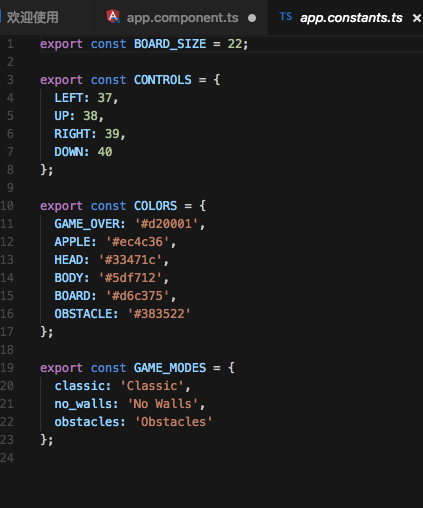 欢迎使用 app.component.ts TS app.constants.ts
1 export const BOARD_SIZE = 22;
2
3 export const CONTROLS = {
4   LEFT: 37,
5   UP: 38,
6   RIGHT: 39,
7   DOWN: 40
8 };
9
10 export const COLORS = {
11   GAME_OVER: '#d20001',
12   APPLE: '#ec4c36',
13   HEAD: '#33471c',
14   BODY: '#5df712',
15   BOARD: '#d6c375',
16   OBSTACLE: '#383522'
17 };
18
19 export const GAME_MODES = {
20   classic: 'Classic',
21   no_walls: 'No Walls',
22   obstacles: 'Obstacles'
23 };
24